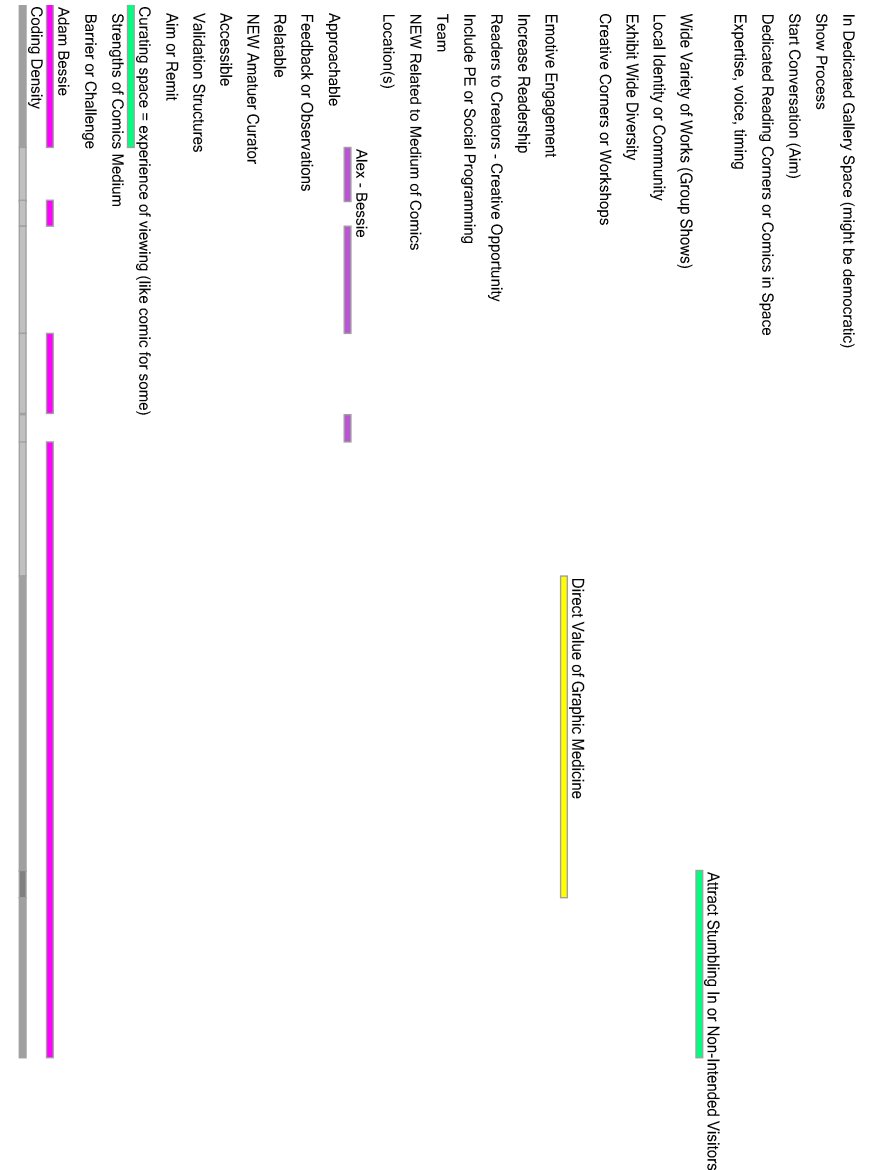 In Dedicated Gallery Space (might be democratic)
Show Process
Start Conversation (Aim)
Dedicated Reading Corners or Comics in Space
Expertise, voice, timing
Attract Stumbling In or Non-Intended Visitors
Wide Variety of Works (Group Shows)
Local Identity or Community
Exhibit Wide Diversity
Creative Corners or Workshops
Direct Value of Graphic Medicine
Emotive Engagement
Increase Readership
Readers to Creators - Creative Opportunity
Include PE or Social Programming
Team
NEW Related to Medium of Comics
Location(s)
Alex - Bessie
Approachable
Feedback or Observations
Relatable
NEW Amatuer Curator
Accessible
Validation Structures
Aim or Remit
Curating space = experience of viewing (like comic for some)
Strengths of Comics Medium
Barrier or Challenge
Adam Bessie
Coding Density